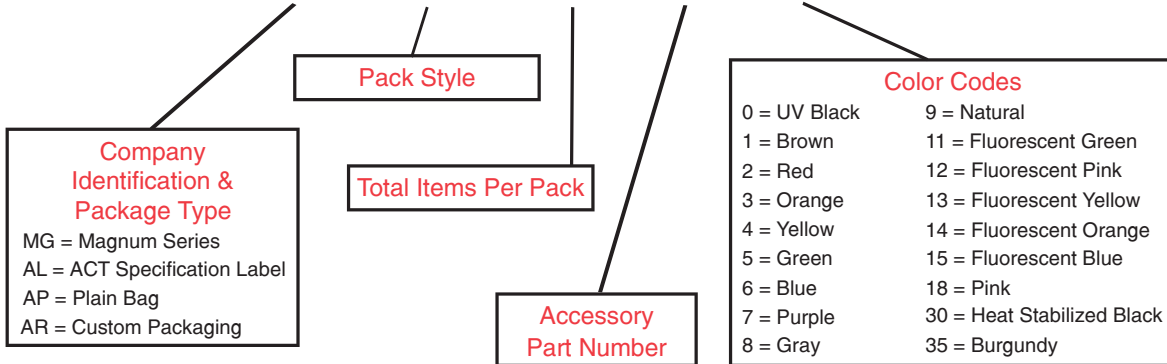 Pack Style
Company
Identification &
Package Type
MG = Magnum Series
AL = ACT Specification Label
AP = Plain Bag
AR = Custom Packaging
Total Items Per Pack
Accessory
Part Number
Color Codes
0 = UV Black
1 = Brown
2 = Red
3 = Orange
4 = Yellow
5 = Green
6 = Blue
7 = Purple
8 = Gray
9 = Natural
11 = Fluorescent Green
12 = Fluorescent Pink
13 = Fluorescent Yellow
14 = Fluorescent Orange
15 = Fluorescent Blue
18 = Pink
30 = Heat Stabilized Black
35 = Burgundy